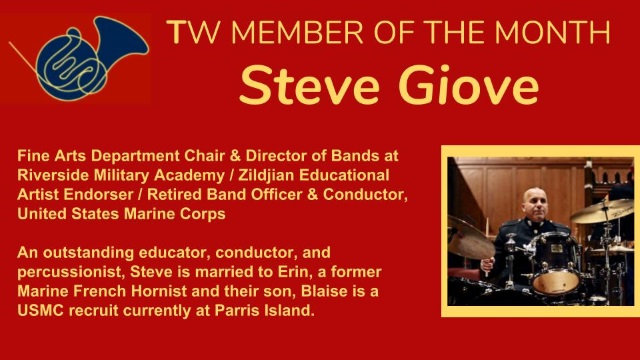 TW MEMBER OF THE MONTH
Steve Giove
Fine Arts Department Chair & Director of Bands at
Riverside Military Academy / Zildjian Educational
Artist Endorser / Retired Band Officer & Conductor,
United States Marine Corps
An outstanding educator, conductor, and
percussionist, Steve is married to Erin, a former
Marine French Hornist and their son, Blaise is a
USMC recruit currently at Parris Island.